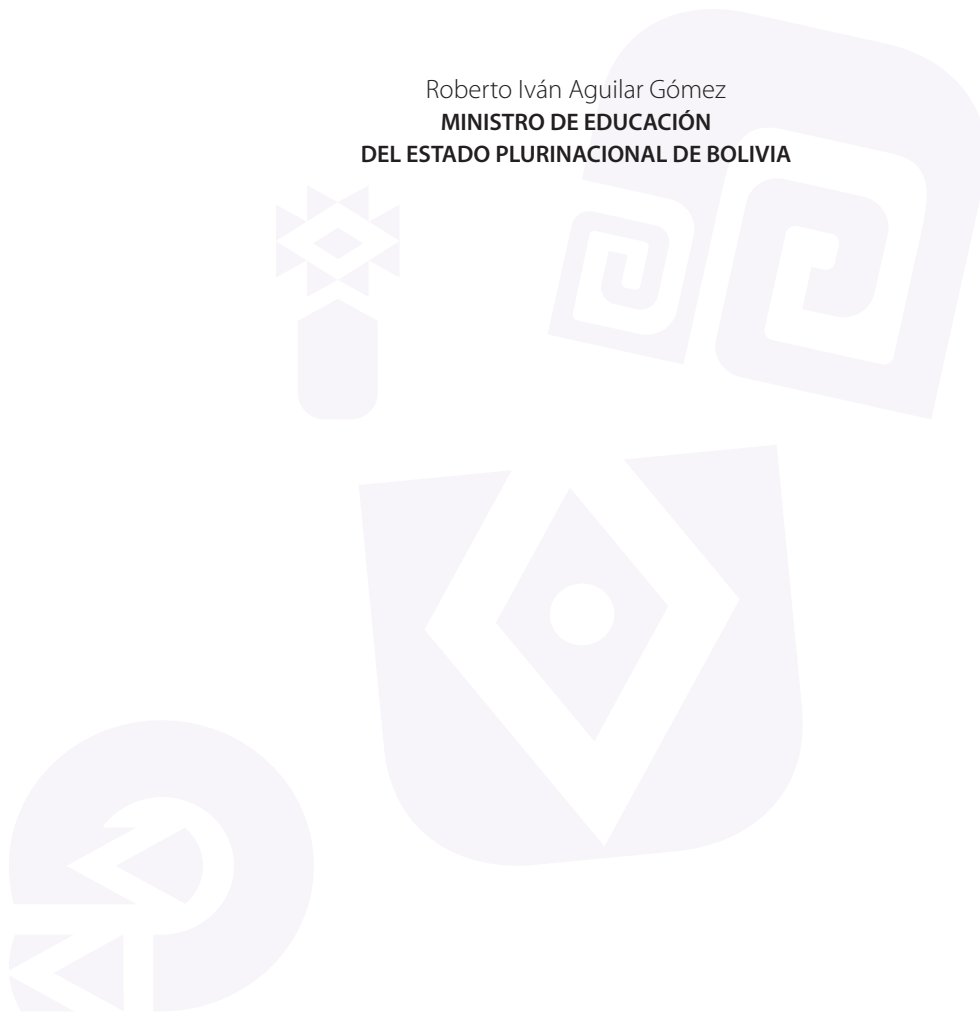 Roberto Iván Aguilar Gómez
MINISTRO DE EDUCACIÓN
DEL ESTADO PLURINACIONAL DE BOLIVIA